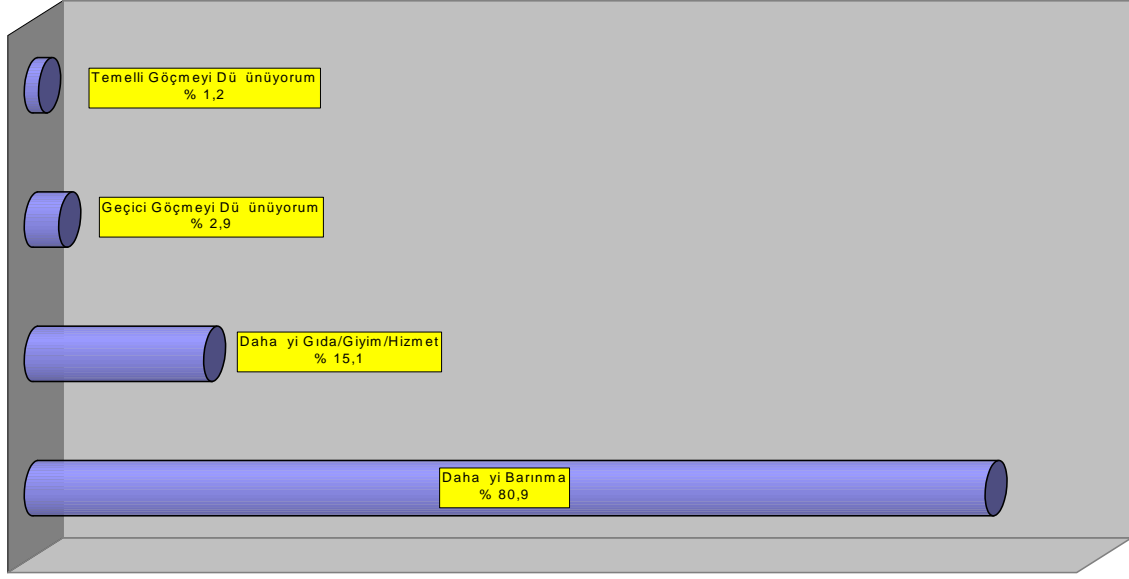 Temelli Göçmeyi Dü ünüyorum
% 1,2
Geçici Göçmeyi Dü ünüyorum
% 2,9
Daha yi Gıda/Giyim/Hizmet
% 15,1
Daha yi Barınma
% 80,9